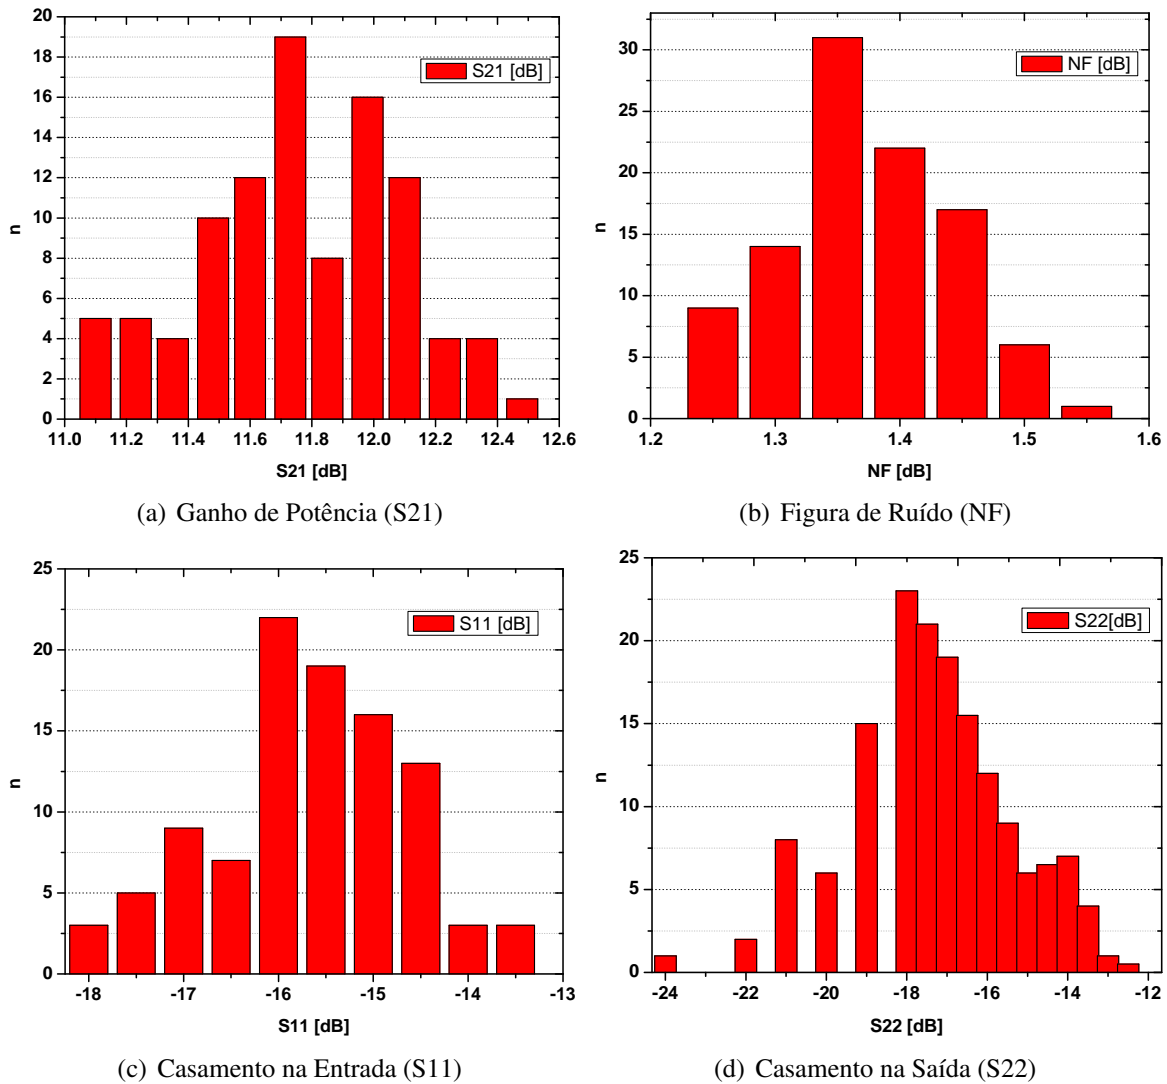 20
18
16
14
12
10
8
6
4
2
0
n
S21 [dB]
11.0 11.2 11.4 11.6 11.8 12.0 12.2 12.4 12.6
S21 [dB]
(a) Ganho de Potência (S21)
30
25
20
15
10
5
0
n
NF [dB]
1.2 1.3 1.4 1.5 1.6
NF [dB]
(b) Figura de Ruído (NF)
25
20
15
10
5
0
n
S11 [dB]
-18 -17 -16 -15 -14 -13
S11 [dB]
(c) Casamento na Entrada (S11)
25
20
15
10
5
0
n
S22[dB]
-24 -22 -20 -18 -16 -14 -12
S22 [dB]
(d) Casamento na Saída (S22)